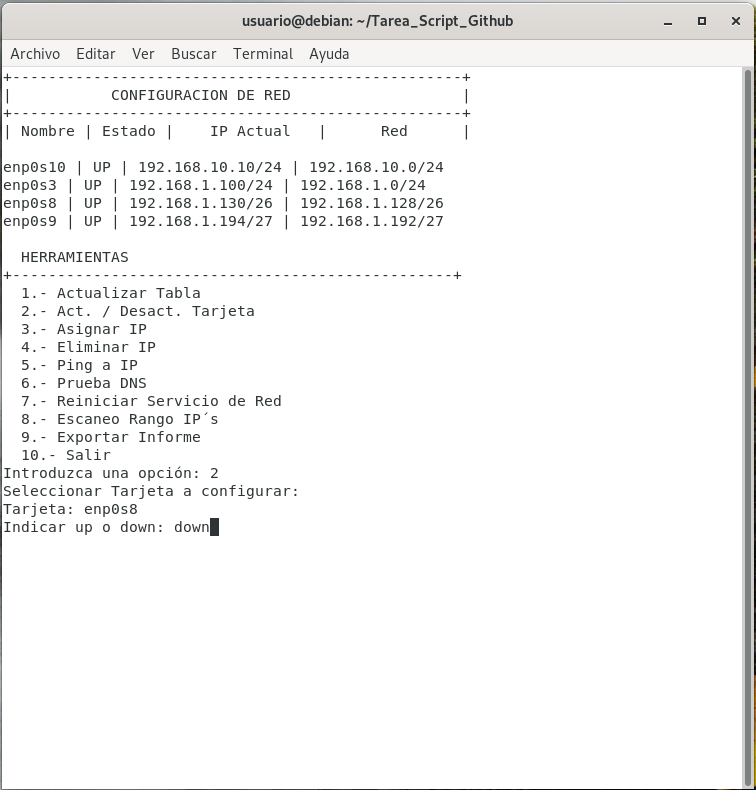 usuario@debian: ~/Tarea_Script_Github
Archivo Editar Ver Buscar Terminal Ayuda
+--------------------------------------------------+
| CONFIGURACION DE RED |
+--------------------------------------------------+
| Nombre | Estado | IP Actual | Red |
enp0s10 | UP | 192.168.10.10/24 | 192.168.10.0/24
enp0s3 | UP | 192.168.1.100/24 | 192.168.1.0/24
enp0s8 | UP | 192.168.1.130/26 | 192.168.1.128/26
enp0s9 | UP | 192.168.1.194/27 | 192.168.1.192/27
HERRAMIENTAS
+-------------------------------------------------+
1.- Actualizar Tabla
2.- Act. / Desact. Tarjeta
3.- Asignar IP
4.- Eliminar IP
5.- Ping a IP
6.- Prueba DNS
7.- Reiniciar Servicio de Red
8.- Escaneo Rango IP´s
9.- Exportar Informe
10.- Salir
Introduzca una opción: 2
Seleccionar Tarjeta a configurar:
Tarjeta: enp0s8
Indicar up o down: down